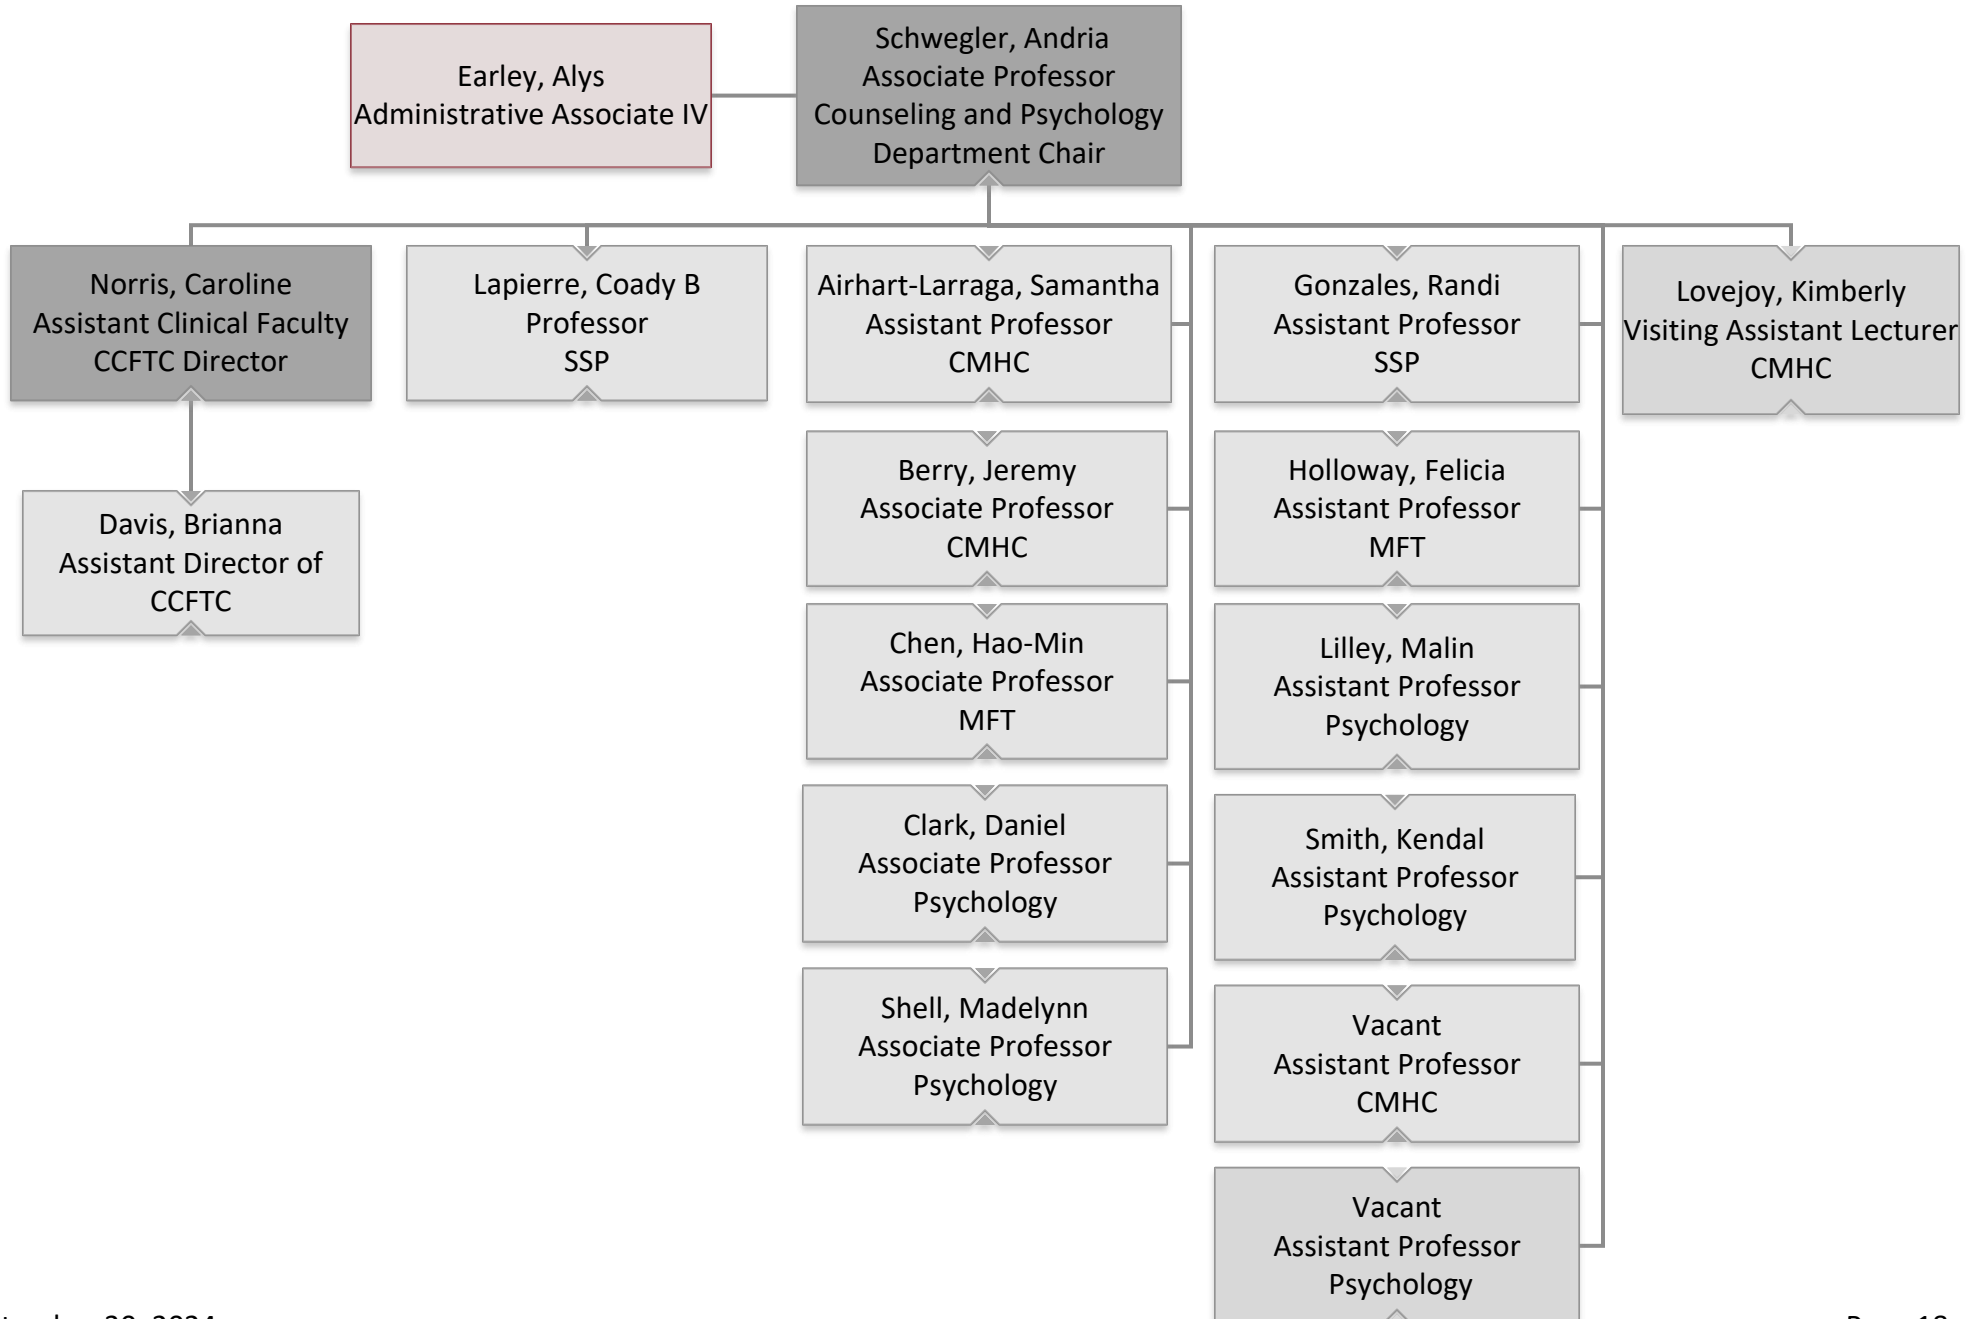 Earley, Alys
Administrative Associate IV
Schwegler, Andria
Associate Professor
Counseling and Psychology
Department Chair
Norris, Caroline
Assistant Clinical Faculty
CCFTC Director
Davis, Brianna
Assistant Director of
CCFTC
Lapierre, Coady B
Professor
SSP
Airhart-Larraga, Samantha
Assistant Professor
CMHC
Berry, Jeremy
Associate Professor
CMHC
Chen, Hao-Min
Associate Professor
MFT
Clark, Daniel
Associate Professor
Psychology
Shell, Madelynn
Associate Professor
Psychology
Gonzales, Randi
Assistant Professor
SSP
Holloway, Felicia
Assistant Professor
MFT
Lilley, Malin
Assistant Professor
Psychology
Smith, Kendal
Assistant Professor
Psychology
Vacant
Assistant Professor
CMHC
Vacant
Assistant Professor
Psychology
Lovejoy, Kimberly
Visiting Assistant Lecturer
CMHC